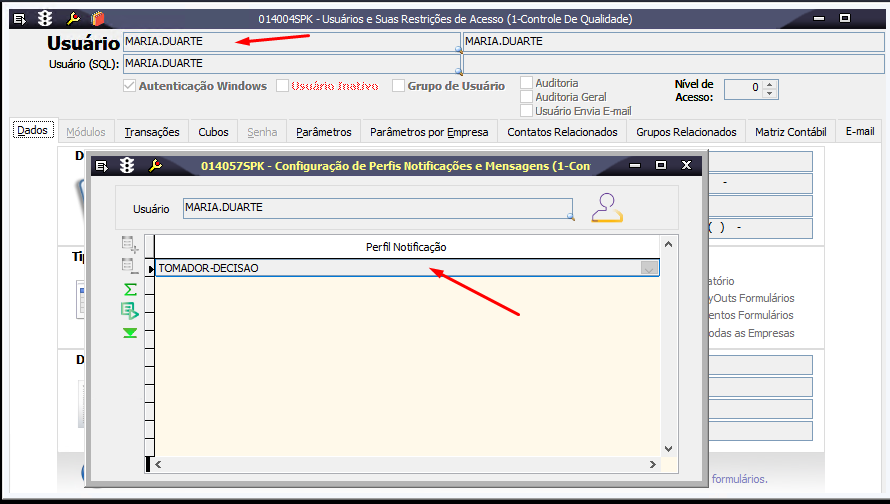 014004SPK - Usuários e Suas Restrições de Acesso (1-Controle De Qualidade)
Usuário MARIA.DUARTE MARIA.DUARTE
Usuário (SQL): MARIA.DUARTE
Autenticação Windows Usuário Inativo Grupo de Usuário Auditoria
Auditoria Geral
Usuário Envia E-mail
Nível de
Acesso: 0
Dados Módulos Transações Cubos Senha Parâmetros Parâmetros por Empresa Contatos Relacionados Grupos Relacionados Matriz Contábil E-mail
D
014057SPK - Configuração de Perfis Notificações e Mensagens (1-Con
-
Usuário MARIA.DUARTE
( ) -
Perfil Notificação
Ti
TOMADOR-DECISAO
atório
yOuts Formulários
entos Formulários
odas as Empresas
D
formulários.